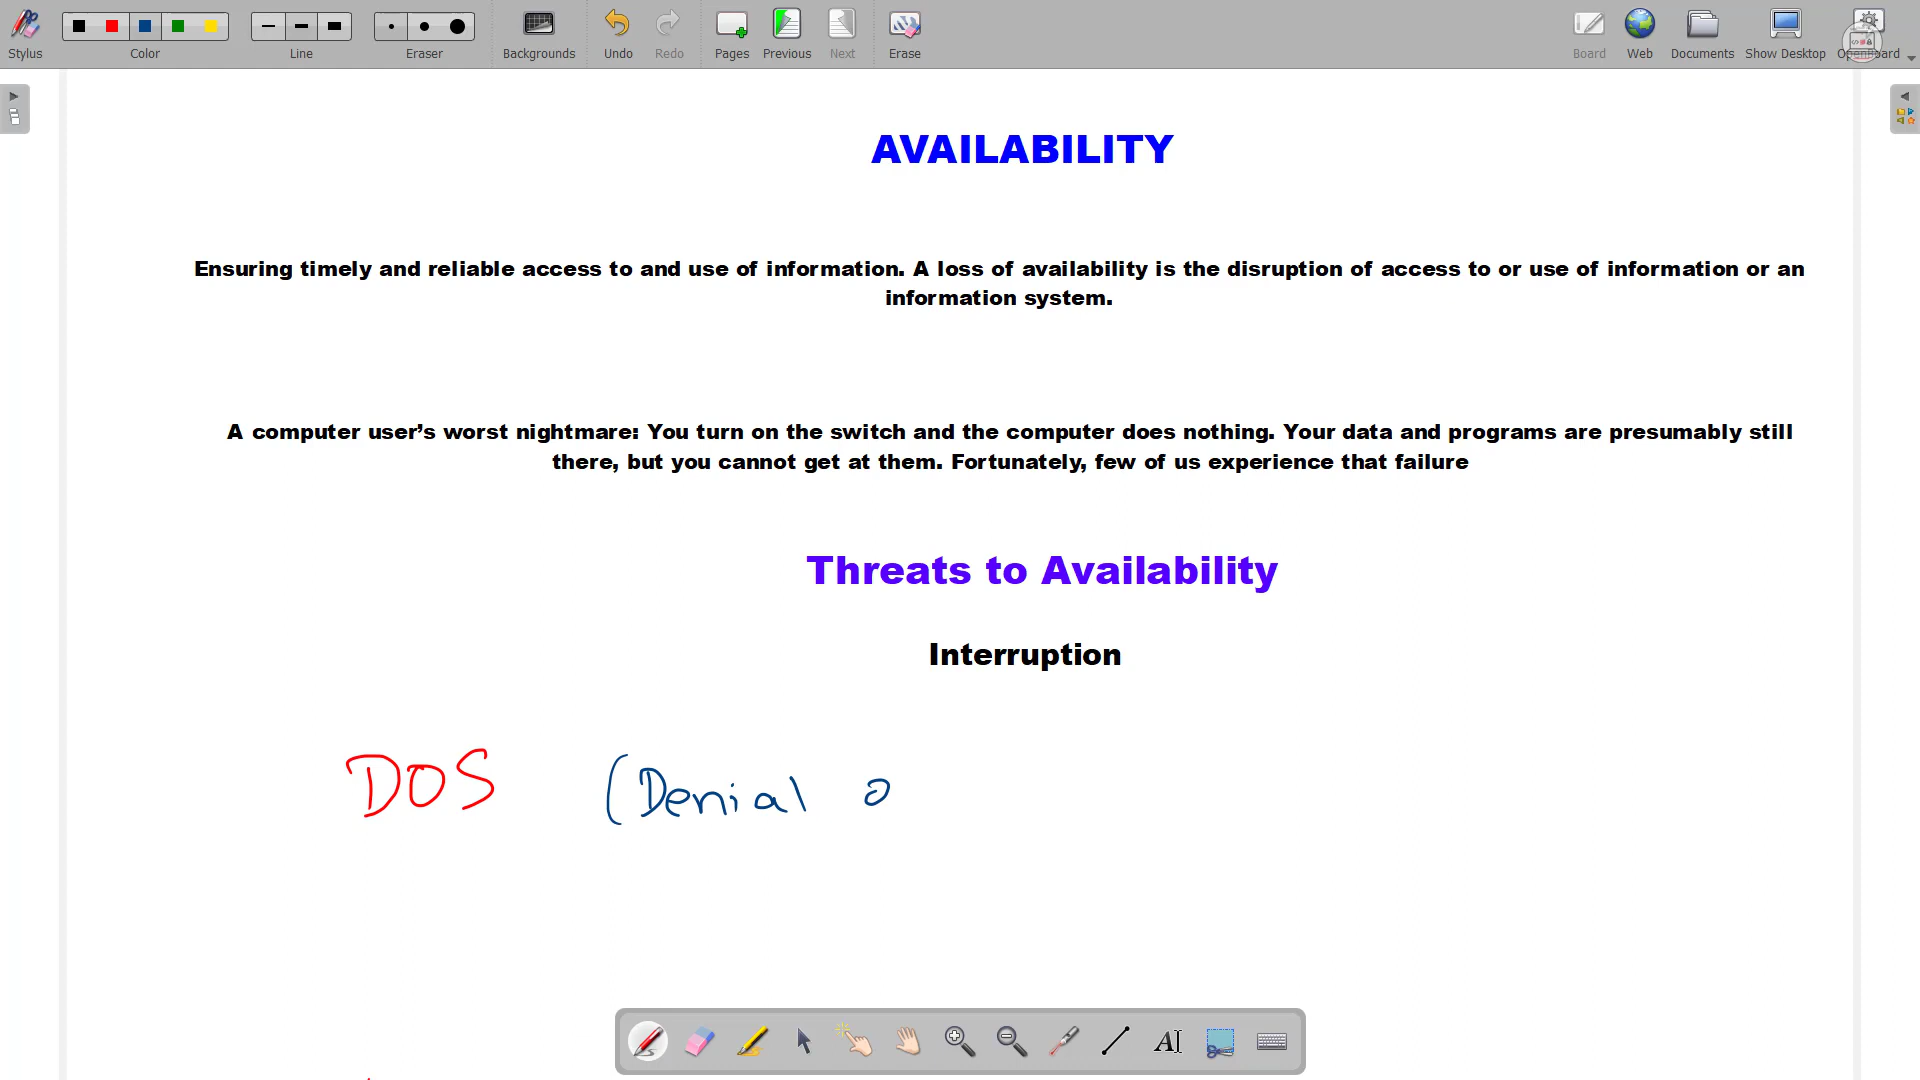 Stylus Color Line Eraser Backgrounds Undo Redo Pages Previous Next Erase Board Web Documents Show Desktop OpenBoard
AVAILABILITY
Ensuring timely and reliable access to and use of information. A loss of availability is the disruption of access to or use of information or an
information system.
A computer user’s worst nightmare: You turn on the switch and the computer does nothing. Your data and programs are presumably still
there, but you cannot get at them. Fortunately, few of us experience that failure
Threats to Availability
Interruption
DOS (Denial o